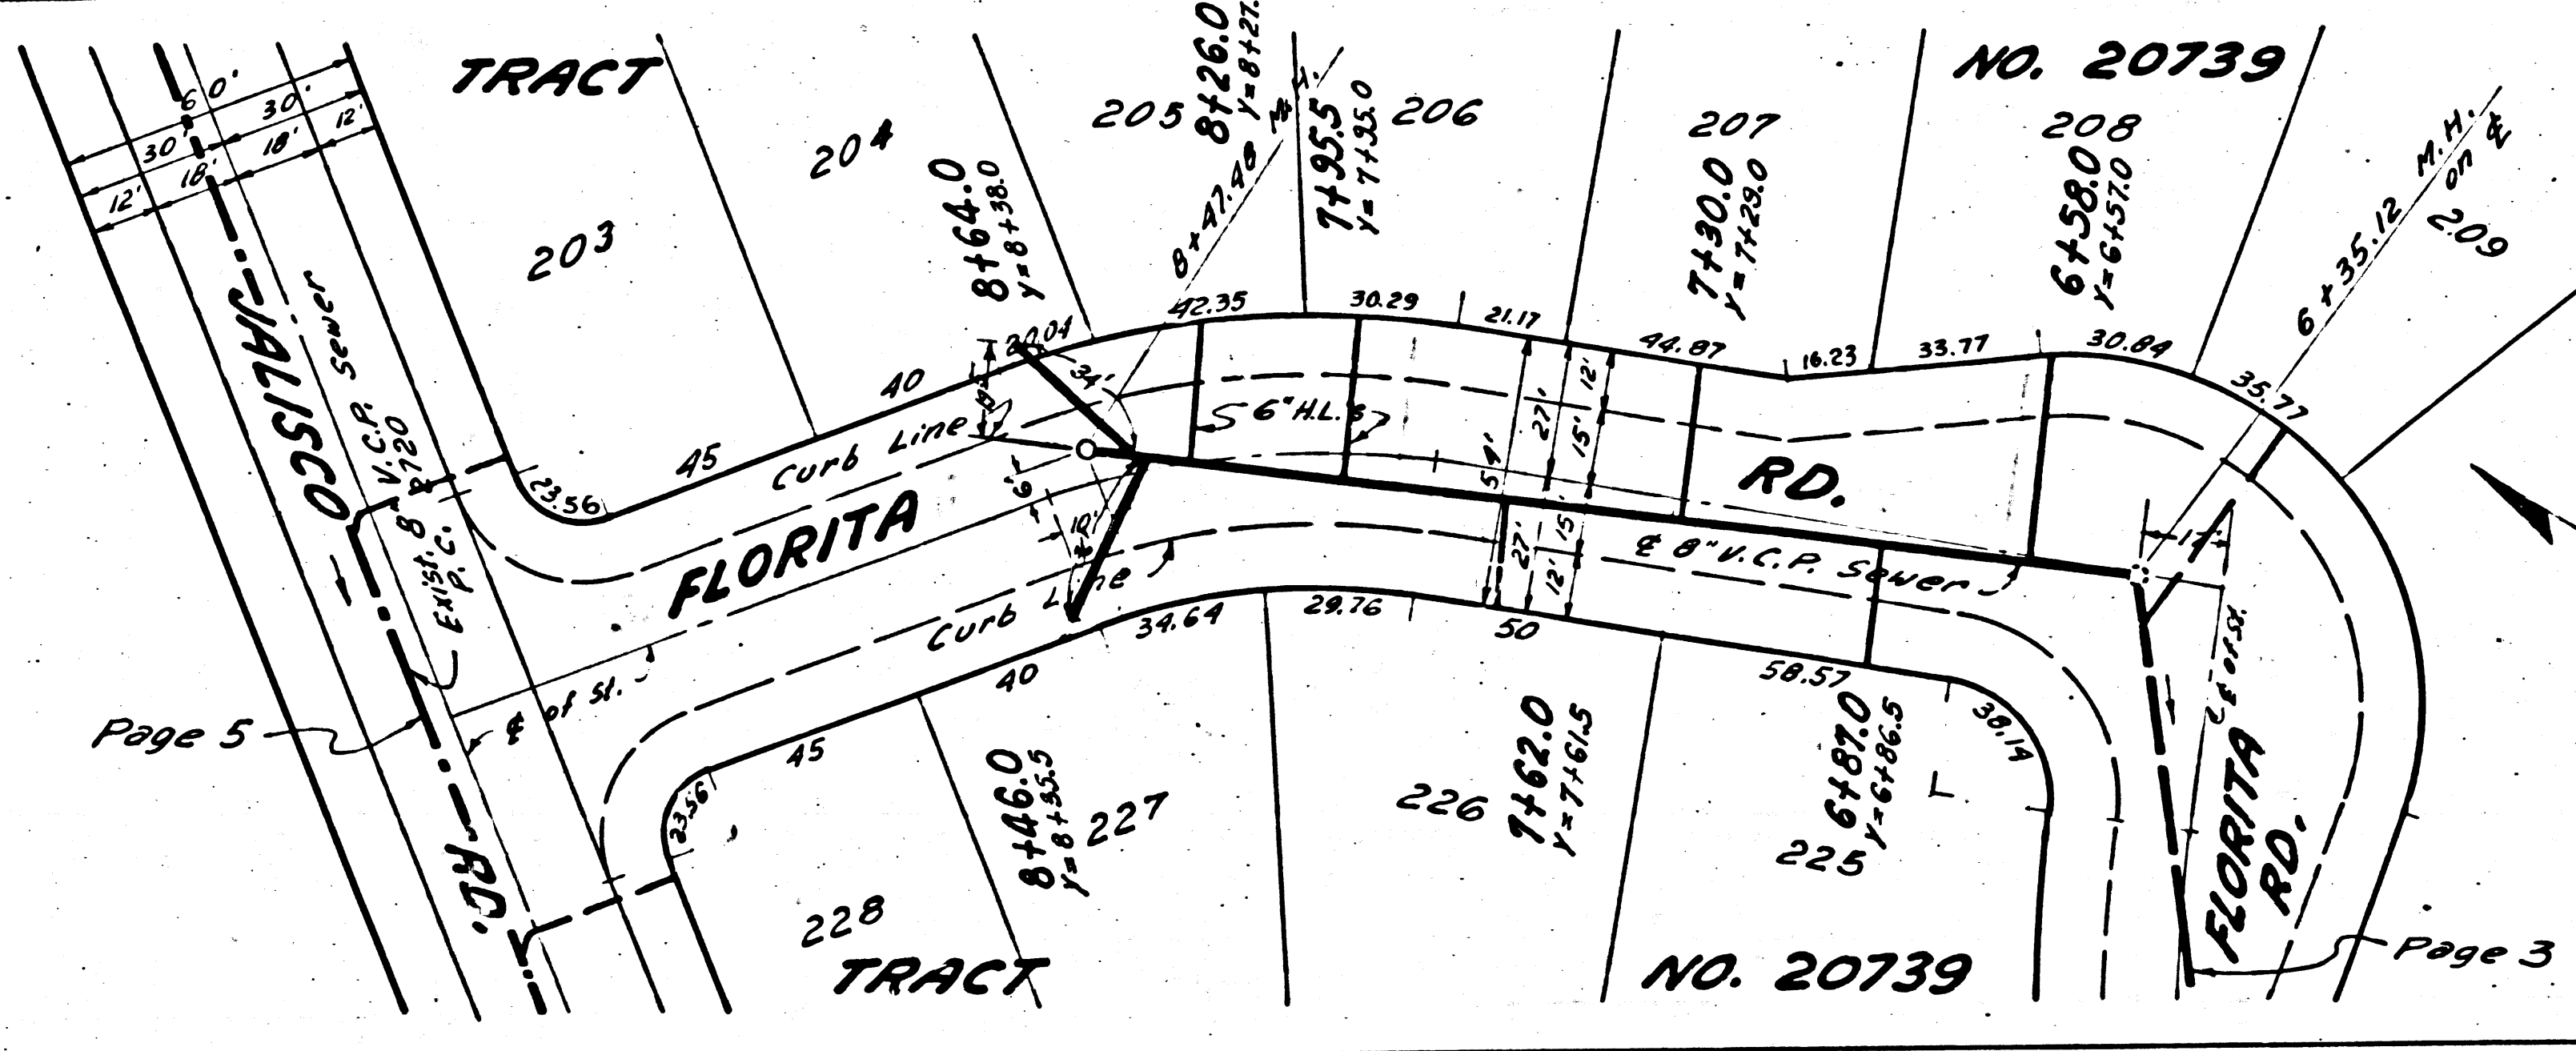 TRACT
NO. 20739
60'
30'
30'
12'
18'
18'
12'
203
204
205
206
207
208
209
8+64.0
y=8+38.0
8+26.0
y=8+27.
8+47.48
7+95.5
y=7+95.0
7+30.0
y=7+29.0
6+58.0
y=6+57.0
6+35.12
M.H.
on ℄
20.04
42.35
30.29
21.17
44.87
16.23
33.77
30.84
35.77
40
45
23.56
34'
Curb Line
6" H.L.'s
54'
27'
12'
15'
27'
15'
12'
RD.
℄ 8" V.C.P. Sewer
17'
JALISCO
RD.
Exist. 8" V.C.P. Sewer
P.C. 8720
FLORITA
6'
10'
Curb Line
℄ of St.
Page 5
34.64
29.76
50
58.57
38.14
40
45
23.56
℄ of St.
FLORITA
RD.
Page 3
8+46.0
y=8+35.5
7+62.0
y=7+61.5
6+87.0
y=6+86.5
228
227
226
225
TRACT
NO. 20739